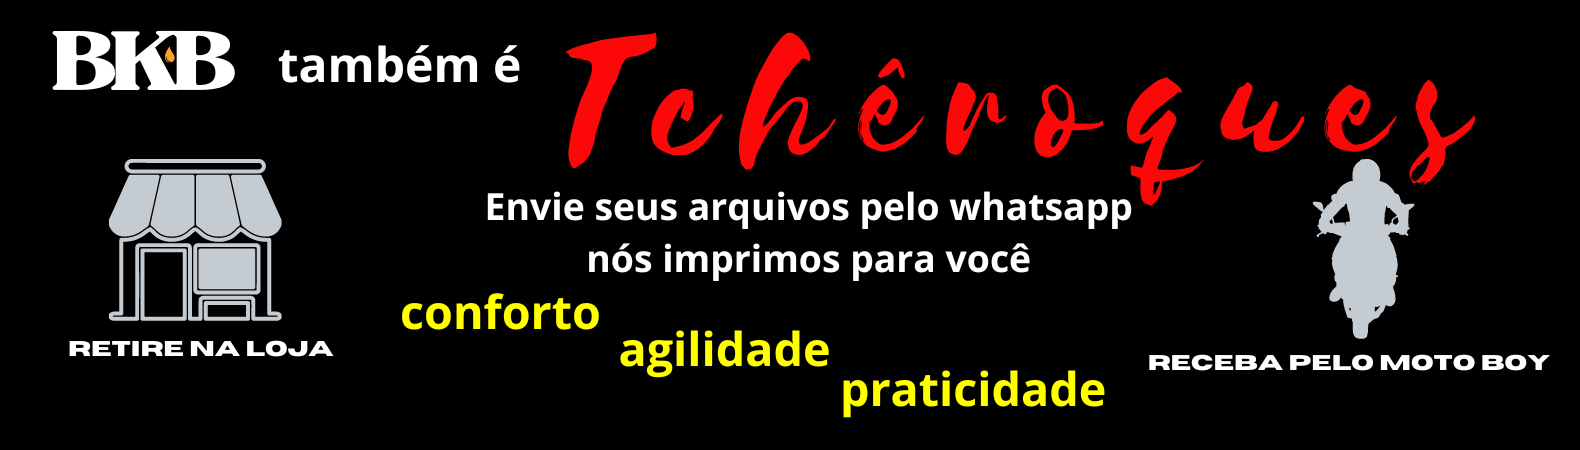 BKB também é Tchêroques
Envie seus arquivos pelo whatsapp
nós imprimos para você
conforto
agilidade
praticidade
RETIRE NA LOJA
RECEBA PELO MOTO BOY